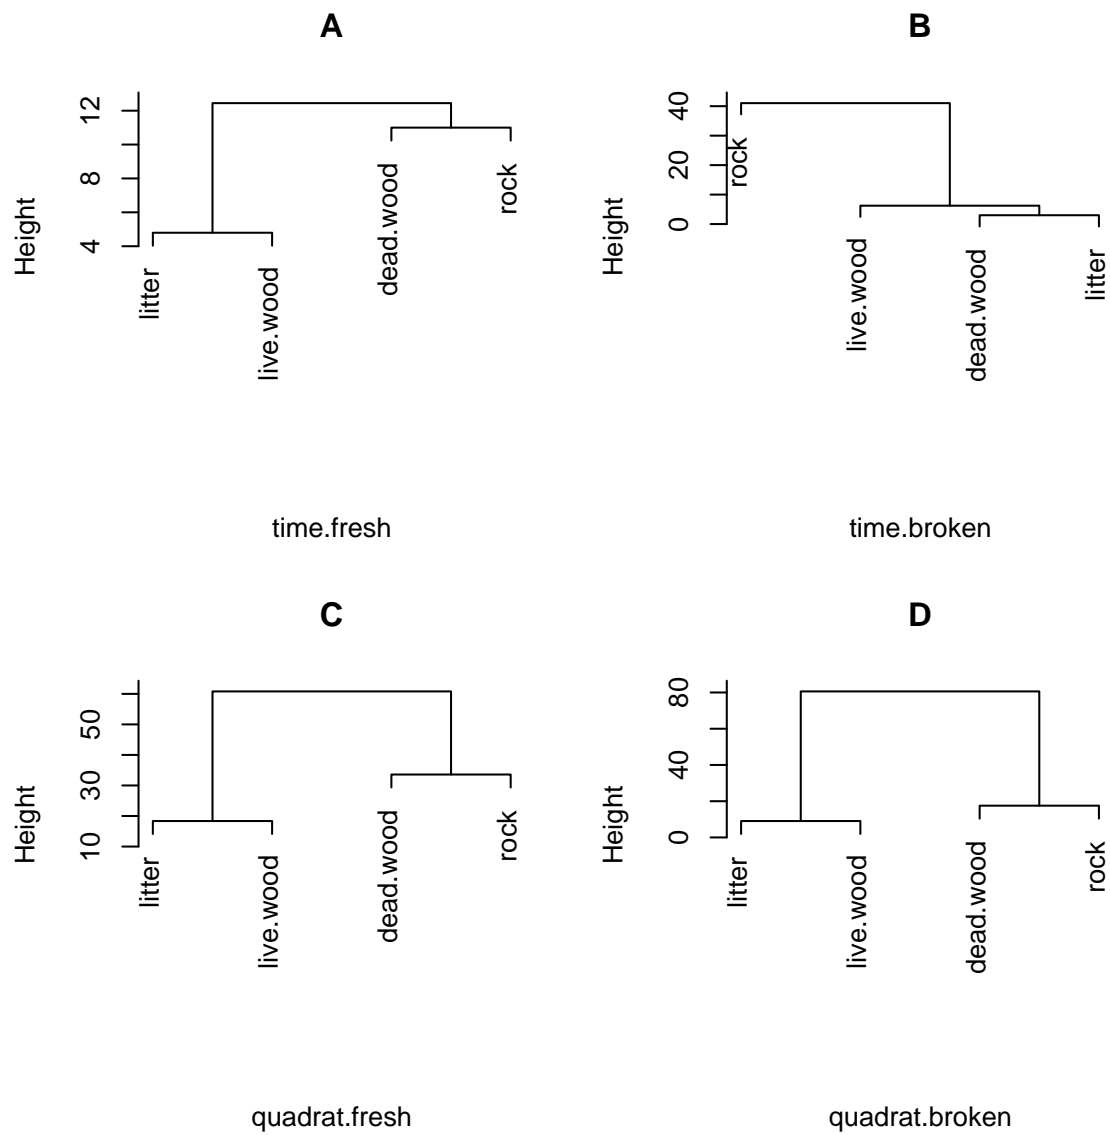 A
Height
4
8
12
litter
live.wood
dead.wood
rock
time.fresh
B
Height
0
20
40
rock
live.wood
dead.wood
litter
time.broken
C
Height
10
30
50
litter
live.wood
dead.wood
rock
quadrat.fresh
D
Height
0
40
80
litter
live.wood
dead.wood
rock
quadrat.broken